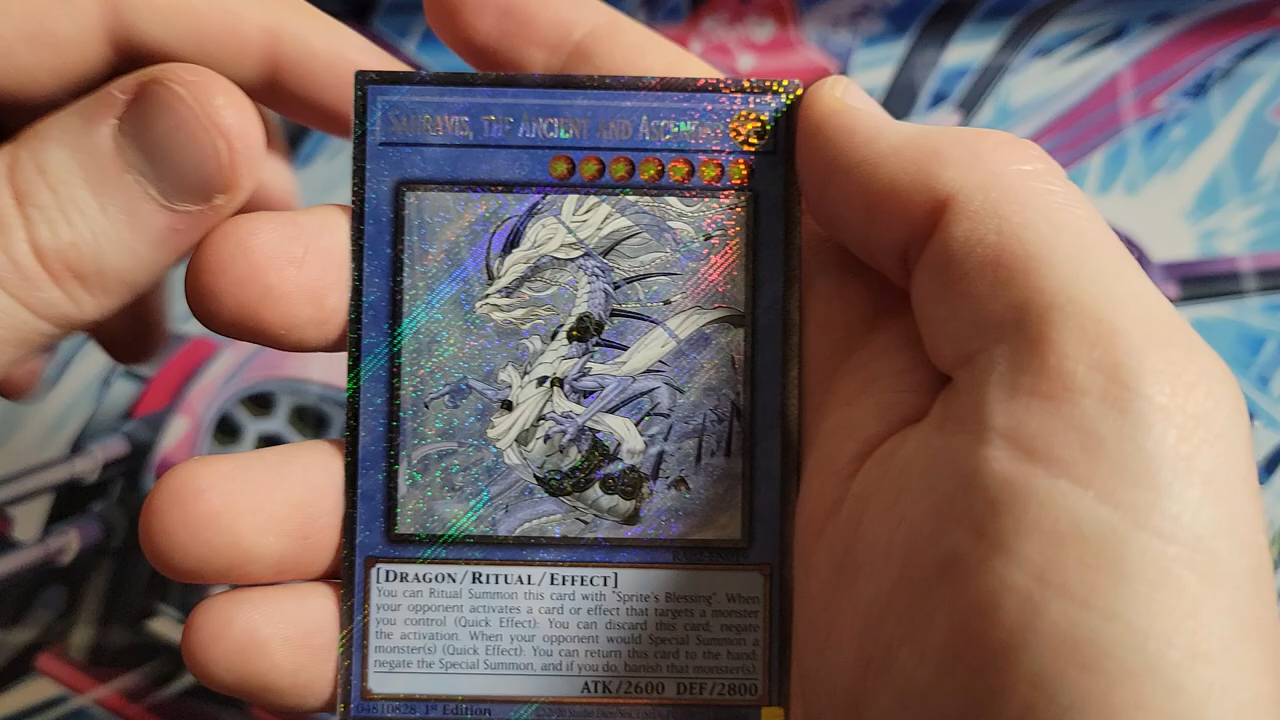 SAURAVIS, THE ANCIENT AND ASCENDED
[DRAGON/RITUAL/EFFECT]
You can Ritual Summon this card with "Sprite's Blessing". When
your opponent activates a card or effect that targets a monster
you control (Quick Effect): You can discard this card; negate
the activation. When your opponent would Special Summon a
monster(s) (Quick Effect): You can return this card to the hand;
negate the Special Summon, and if you do, banish that monster(s).
ATK/2600 DEF/2800
04810828 1st Edition